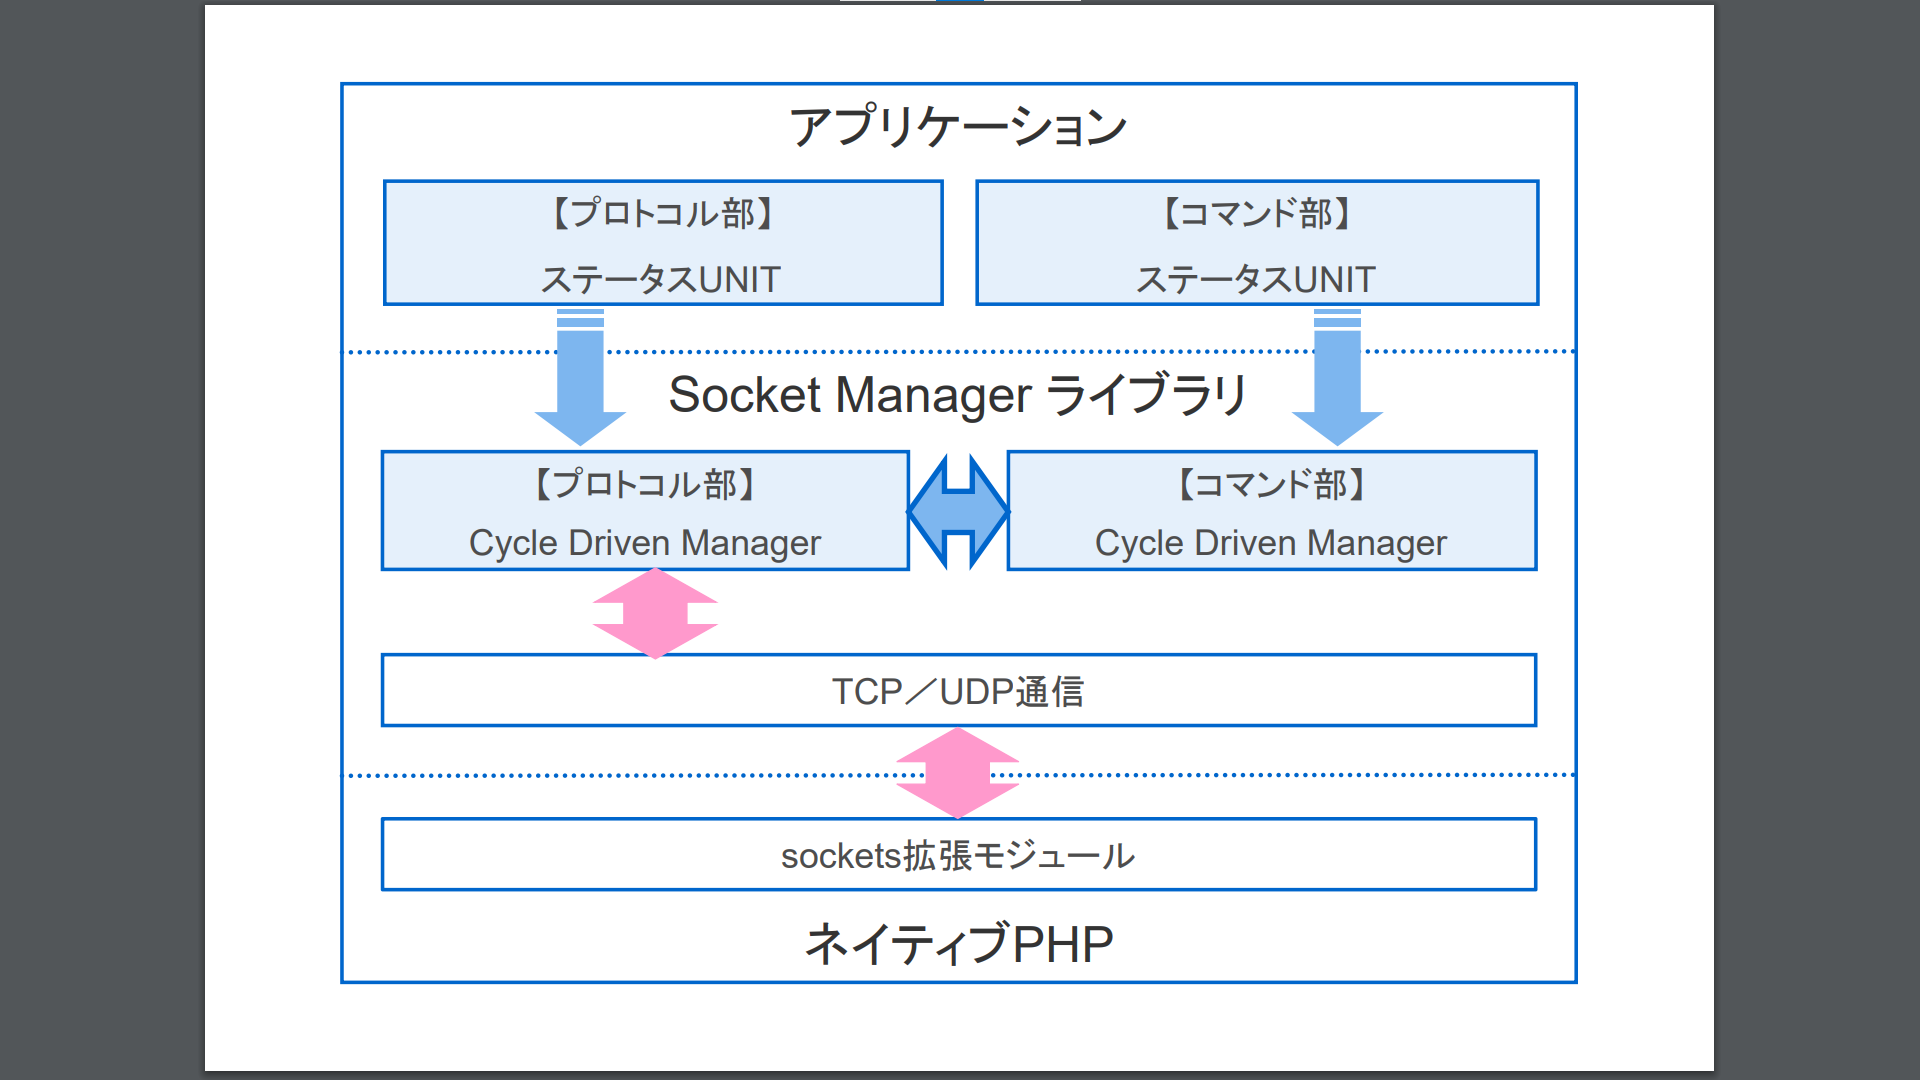 アプリケーション
【プロトコル部】
ステータスUNIT
【コマンド部】
ステータスUNIT
Socket Manager ライブラリ
【プロトコル部】
Cycle Driven Manager
【コマンド部】
Cycle Driven Manager
TCP／UDP通信
sockets拡張モジュール
ネイティブPHP